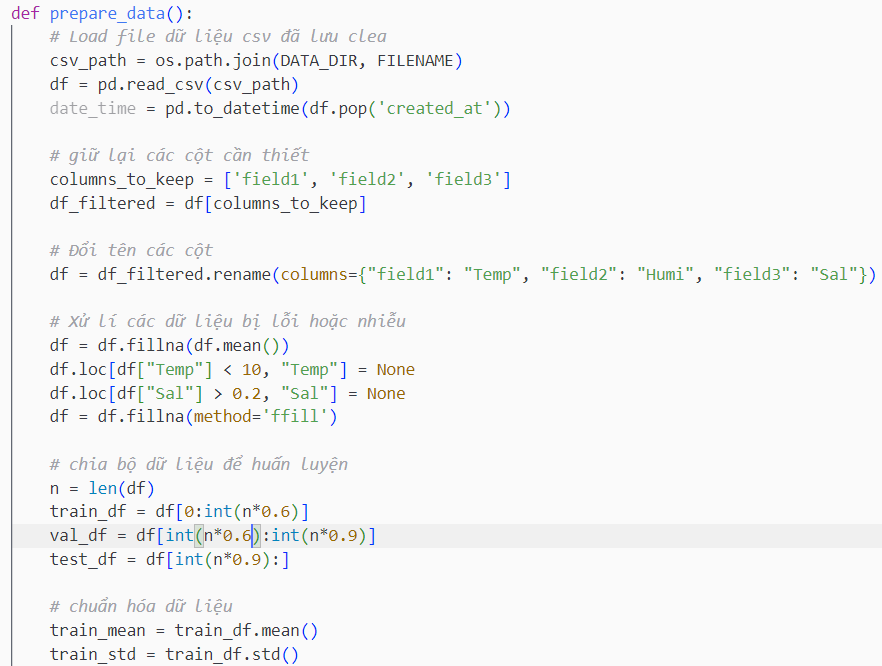 def prepare_data():
# Load file dữ liệu csv đã lưu clea
csv_path = os.path.join(DATA_DIR, FILENAME)
df = pd.read_csv(csv_path)
date_time = pd.to_datetime(df.pop('created_at'))
# giữ lại các cột cần thiết
columns_to_keep = ['field1', 'field2', 'field3']
df_filtered = df[columns_to_keep]
# Đổi tên các cột
df = df_filtered.rename(columns={"field1": "Temp", "field2": "Humi", "field3": "Sal"})
# Xử lí các dữ liệu bị lỗi hoặc nhiễu
df = df.fillna(df.mean())
df.loc[df["Temp"] < 10, "Temp"] = None
df.loc[df["Sal"] > 0.2, "Sal"] = None
df = df.fillna(method='ffill')
# chia bộ dữ liệu để huấn luyện
n = len(df)
train_df = df[0:int(n*0.6)]
val_df = df[int(n*0.6):int(n*0.9)]
test_df = df[int(n*0.9):]
# chuẩn hóa dữ liệu
train_mean = train_df.mean()
train_std = train_df.std()